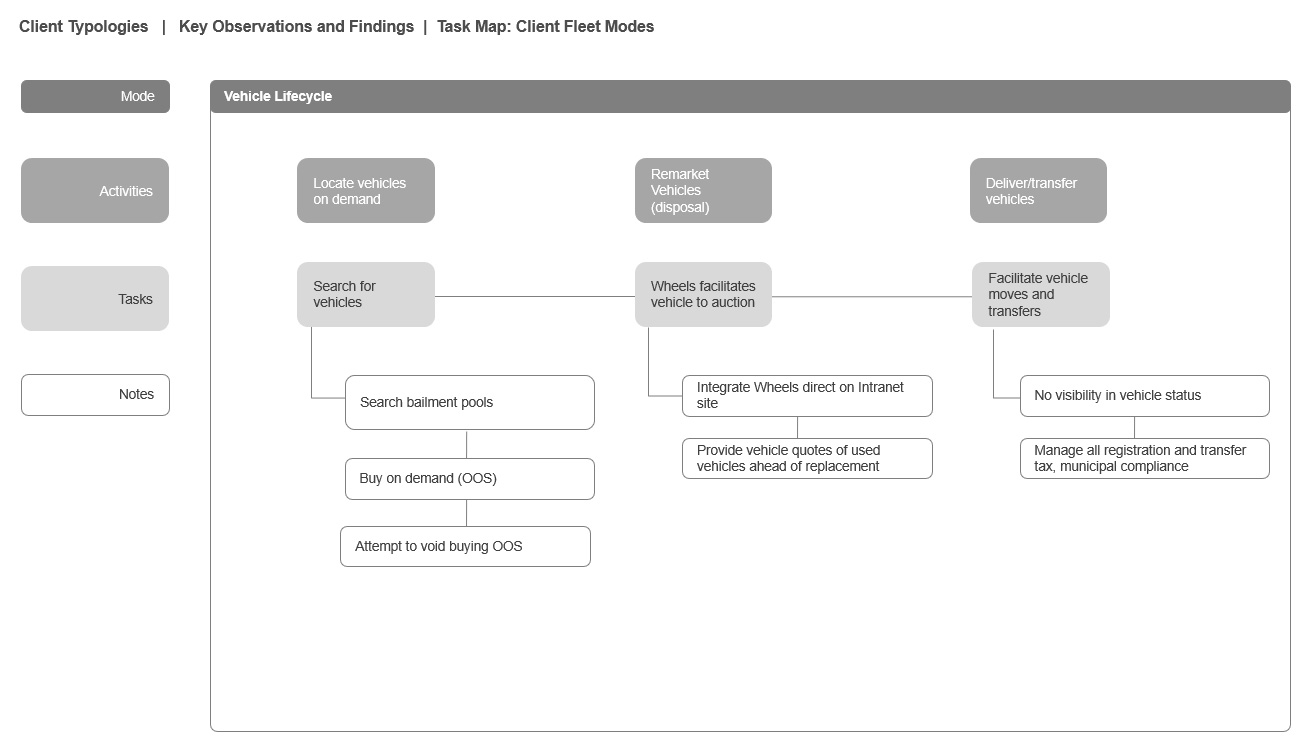 Client Typologies | Key Observations and Findings | Task Map: Client Fleet Modes
Mode
Vehicle Lifecycle
Activities
Locate vehicles
on demand
Remarket
Vehicles
(disposal)
Deliver/transfer
vehicles
Tasks
Search for
vehicles
Wheels facilitates
vehicle to auction
Facilitate vehicle
moves and
transfers
Notes
Search bailment pools
Buy on demand (OOS)
Attempt to void buying OOS
Integrate Wheels direct on Intranet
site
Provide vehicle quotes of used
vehicles ahead of replacement
No visibility in vehicle status
Manage all registration and transfer
tax, municipal compliance